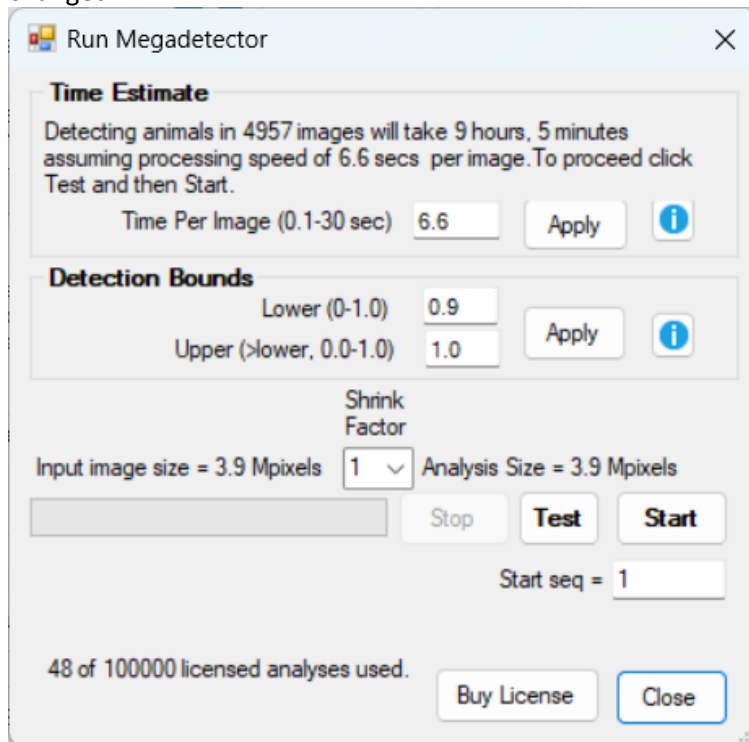 Run Megadetector
Time Estimate
Detecting animals in 4957 images will take 9 hours, 5 minutes
assuming processing speed of 6.6 secs per image.To proceed click
Test and then Start.
Time Per Image (0.1-30 sec) 6.6 Apply
Detection Bounds
Lower (0-1.0) 0.9
Upper (>lower, 0.0-1.0) 1.0 Apply
Shrink
Factor
Input image size = 3.9 Mpixels 1 Analysis Size = 3.9 Mpixels
Stop Test Start
Start seq = 1
48 of 100000 licensed analyses used.
Buy License Close